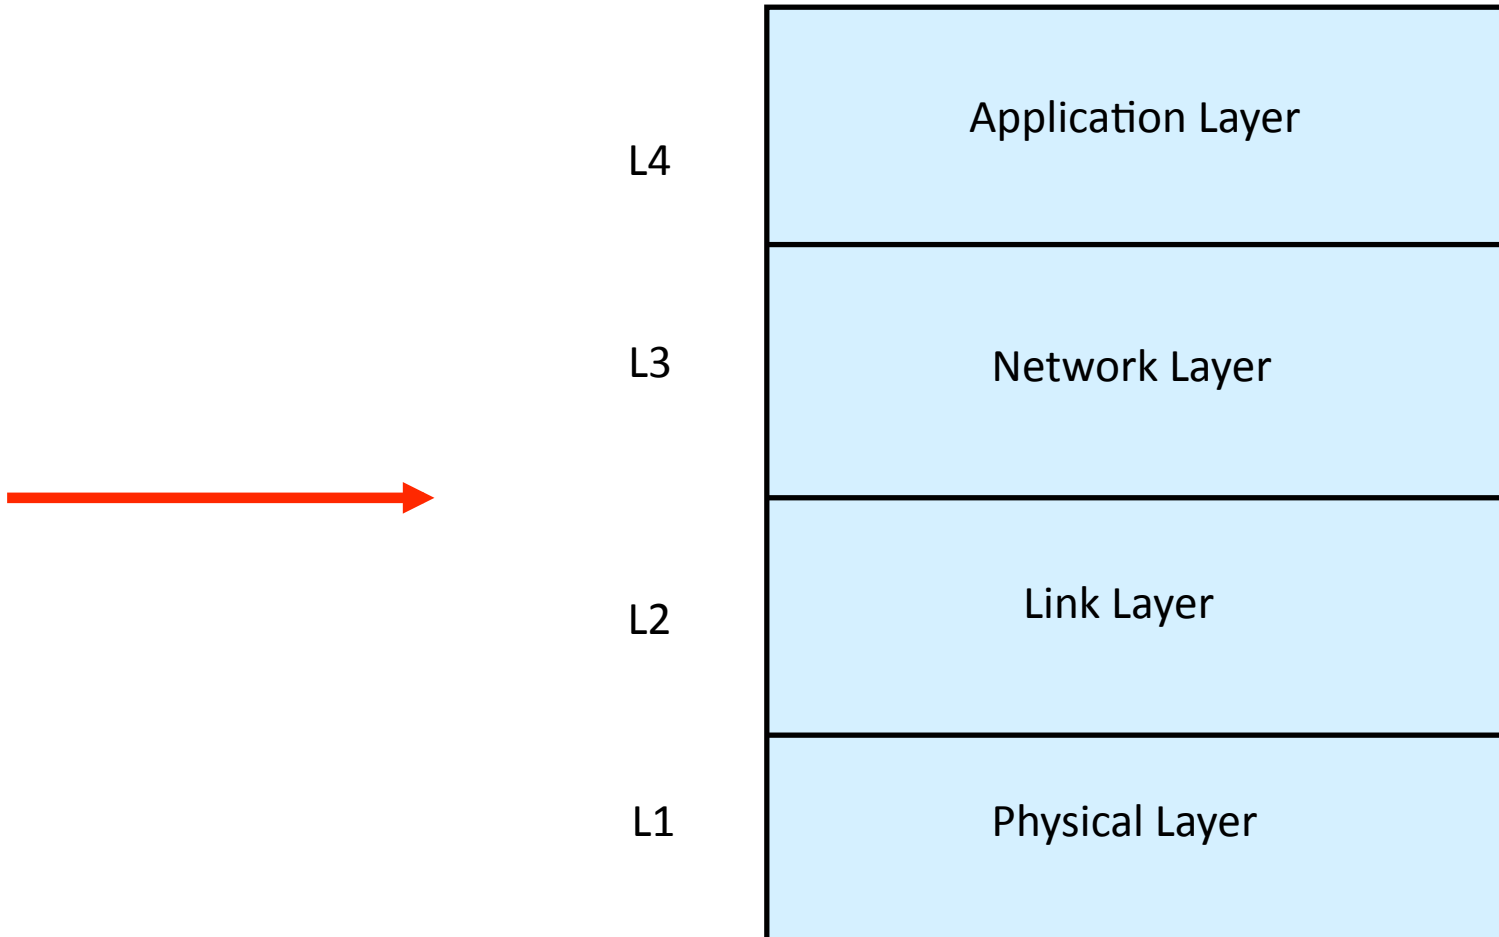 Application Layer
L4
L3
Network Layer
Link Layer
L2
L1
Physical Layer